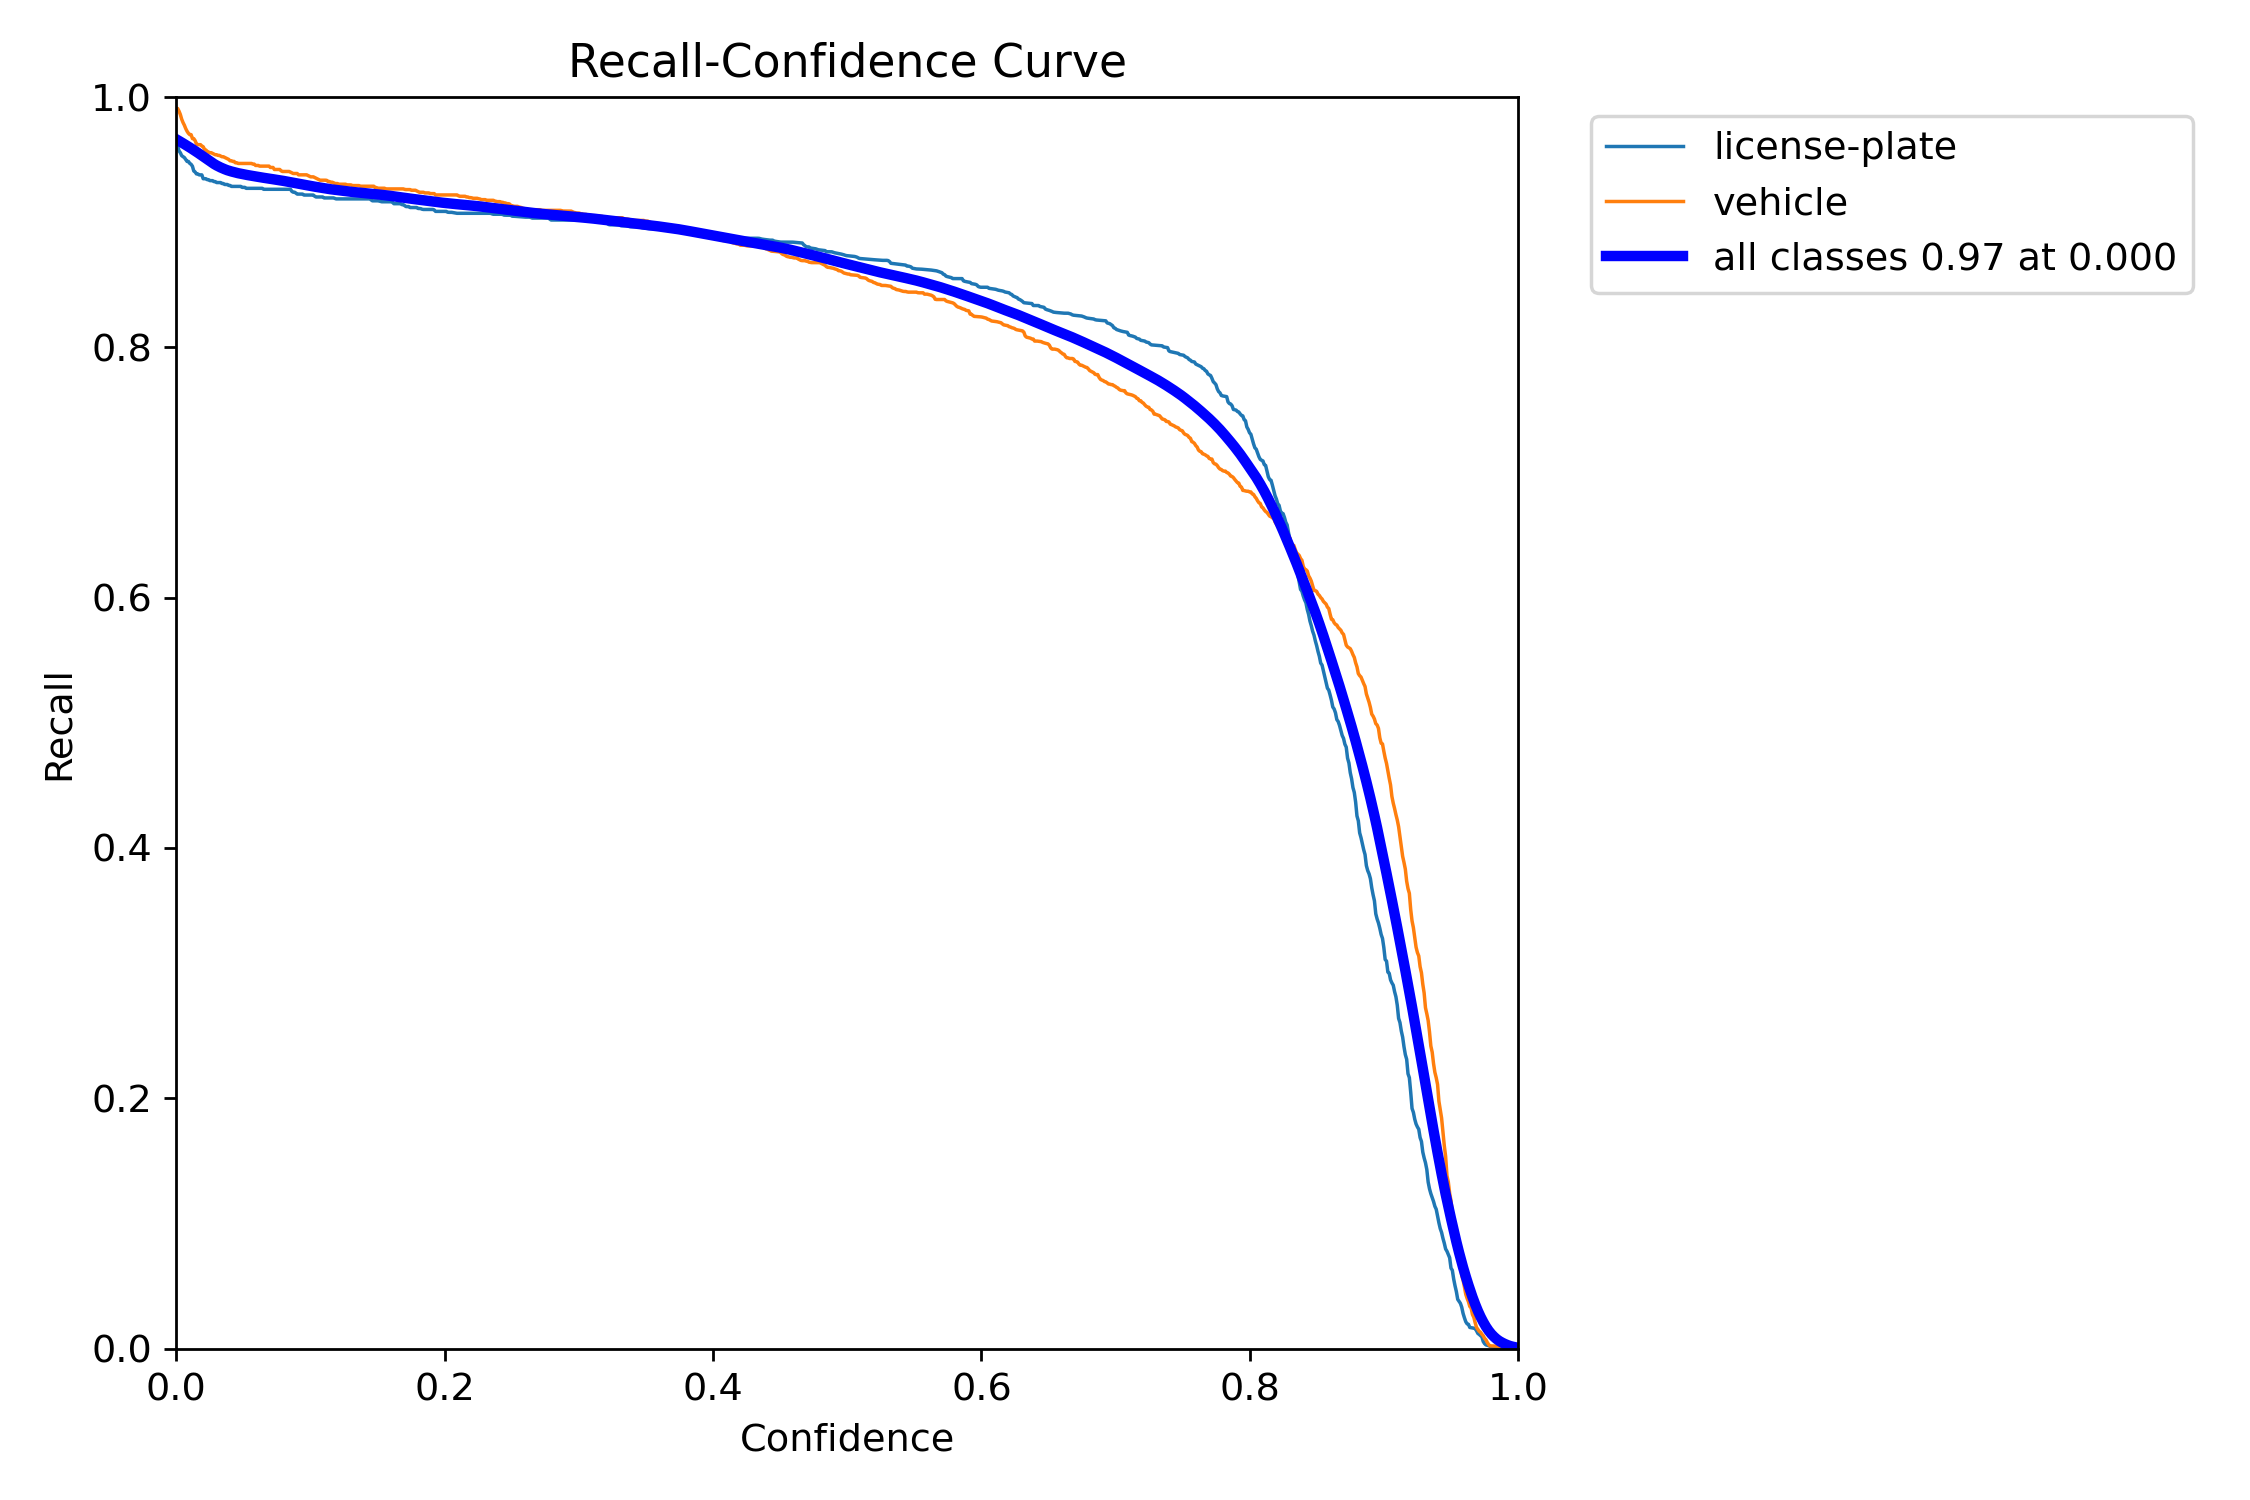 Recall-Confidence Curve
1.0
0.8
0.6
0.4
0.2
0.0
Recall
0.0 0.2 0.4 0.6 0.8 1.0
Confidence
license-plate
vehicle
all classes 0.97 at 0.000